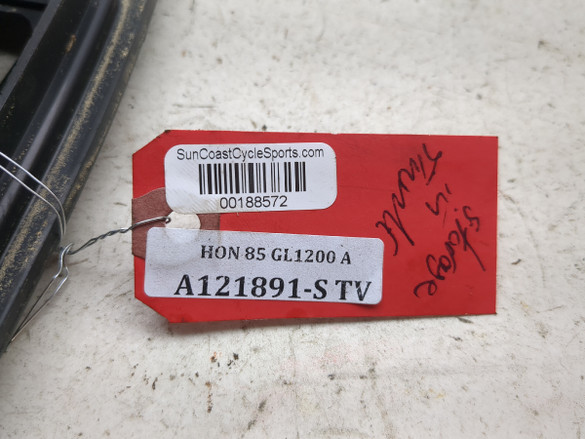 SunCoastCycleSports.com
00188572
HON 85 GL1200 A
A121891-S TV
storage
in
trunk